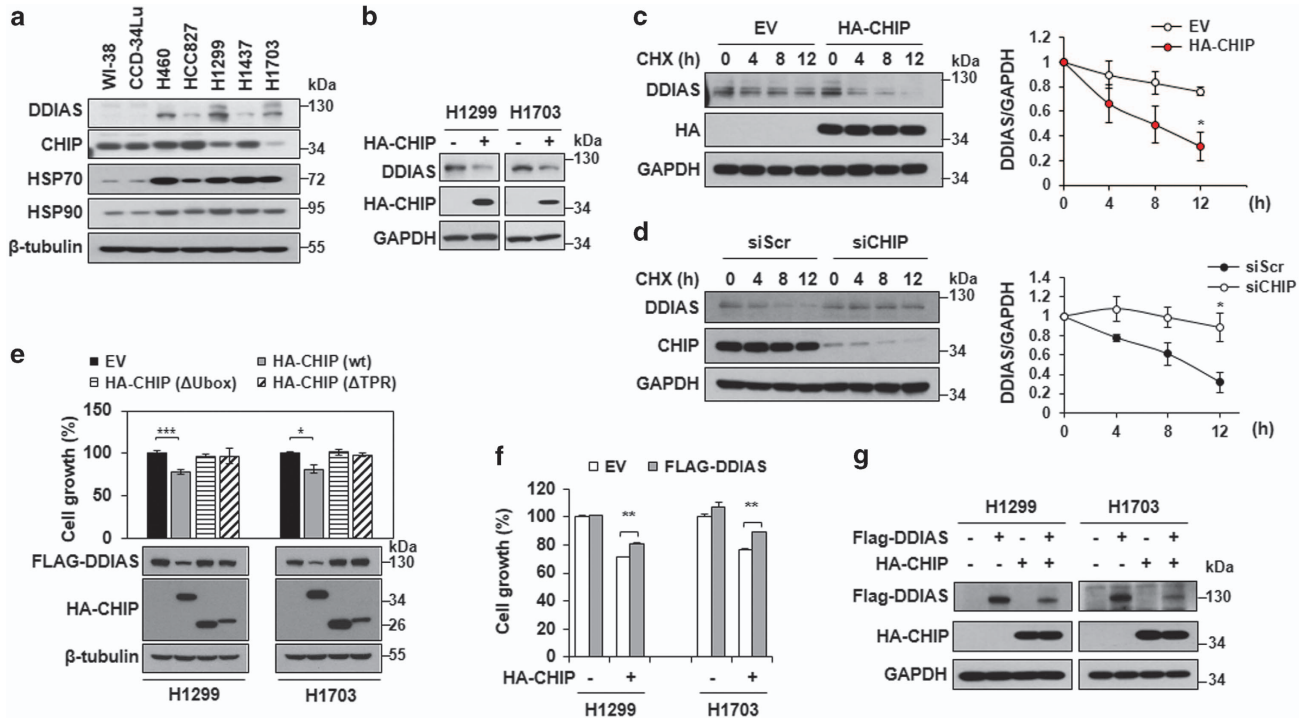 a
WI-38
CCD-34Lu
H460
HCC827
H1299
H1437
H1703
kDa
DDIAS
130
CHIP
34
HSP70
72
HSP90
95
β-tubulin
55
b
H1299 H1703
HA-CHIP - + - + kDa
DDIAS
130
HA-CHIP
34
GAPDH
34
c
EV HA-CHIP
CHX (h) 0 4 8 12 0 4 8 12 kDa
DDIAS
130
HA
34
GAPDH
34
EV
HA-CHIP
DDIAS/GAPDH
1.2
1
0.8
0.6
0.4
0.2
0
*
0 4 8 12 (h)
d
siScr siCHIP
CHX (h) 0 4 8 12 0 4 8 12 kDa
DDIAS
130
CHIP
34
GAPDH
34
siScr
siCHIP
DDIAS/GAPDH
1.4
1.2
1
0.8
0.6
0.4
0.2
0
*
0 4 8 12 (h)
e
EV HA-CHIP (wt)
HA-CHIP (ΔUbox) HA-CHIP (ΔTPR)
Cell growth (%)
150
100
50
0
*** *
kDa
FLAG-DDIAS
130
HA-CHIP
34
26
β-tubulin
55
H1299 H1703
f
EV FLAG-DDIAS
Cell growth (%)
120
100
80
60
40
20
0
** **
HA-CHIP - + - +
H1299 H1703
g
H1299 H1703
Flag-DDIAS - + - + - + - +
HA-CHIP - - + + - - + + kDa
Flag-DDIAS
130
HA-CHIP
34
GAPDH
34